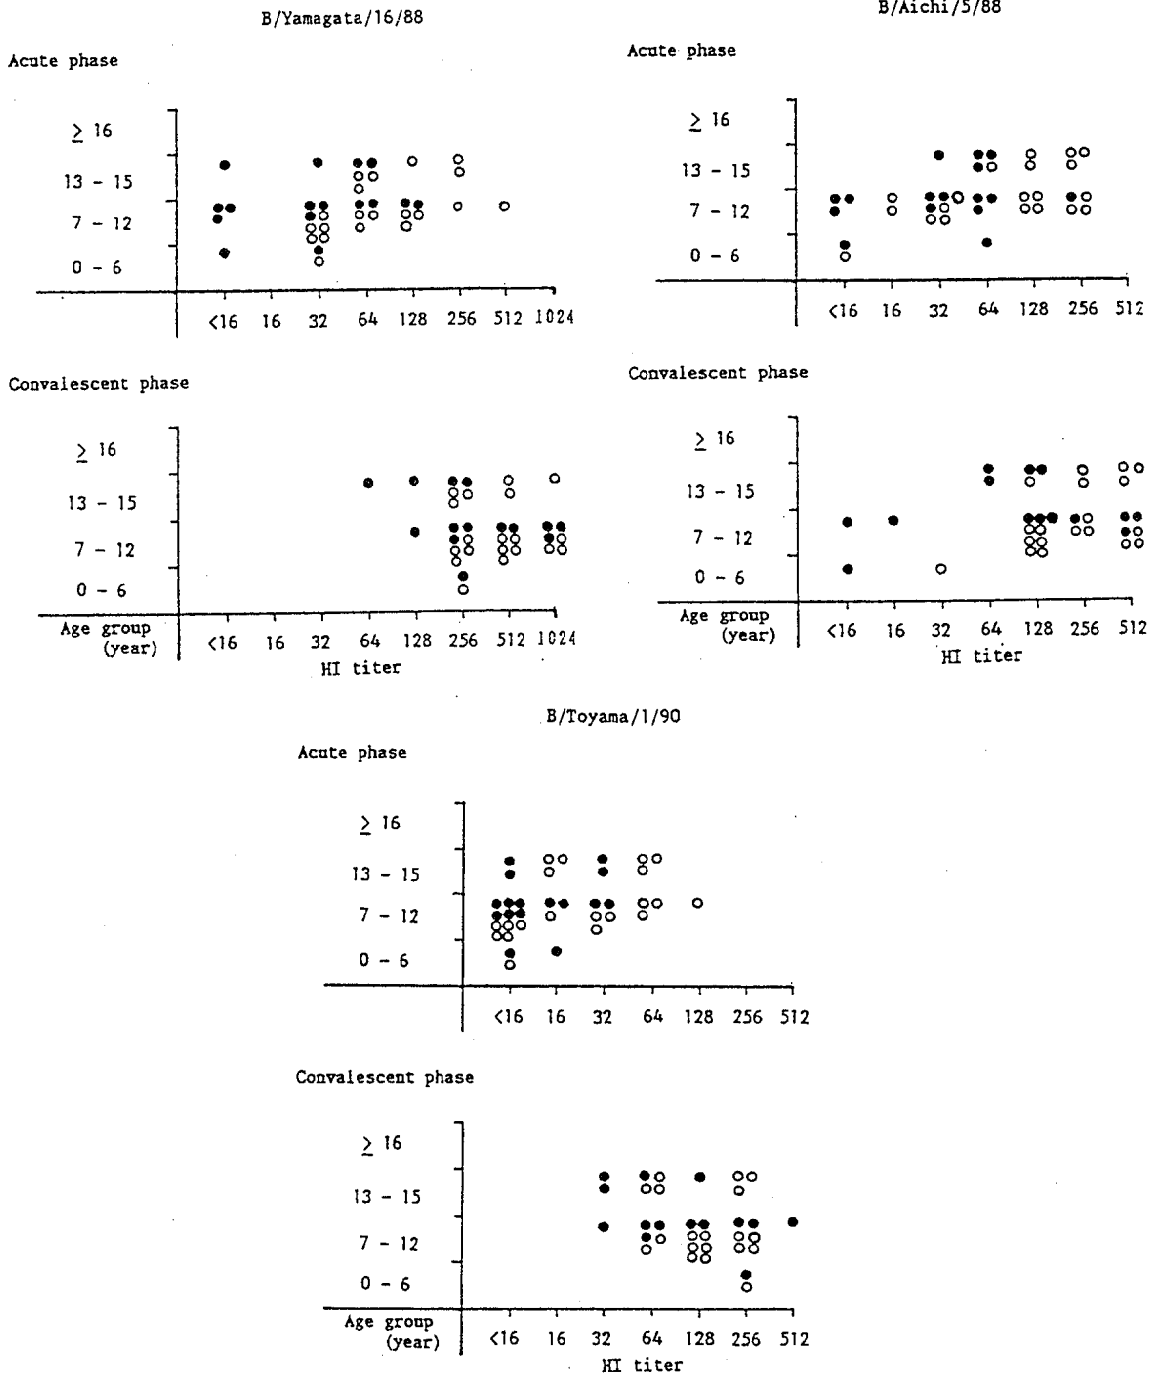 B/Yamagata/16/88
Acute phase
≥ 16
13 - 15
7 - 12
0 - 6
<16 16 32 64 128 256 512 1024
Convalescent phase
≥ 16
13 - 15
7 - 12
0 - 6
Age group
(year)
<16 16 32 64 128 256 512 1024
HI titer
B/Aichi/5/88
Acute phase
≥ 16
13 - 15
7 - 12
0 - 6
<16 16 32 64 128 256 512
Convalescent phase
≥ 16
13 - 15
7 - 12
0 - 6
<16 16 32 64 128 256 512
HI titer
B/Toyama/1/90
Acute phase
≥ 16
13 - 15
7 - 12
0 - 6
<16 16 32 64 128 256 512
Convalescent phase
≥ 16
13 - 15
7 - 12
0 - 6
Age group
(year)
<16 16 32 64 128 256 512
HI titer